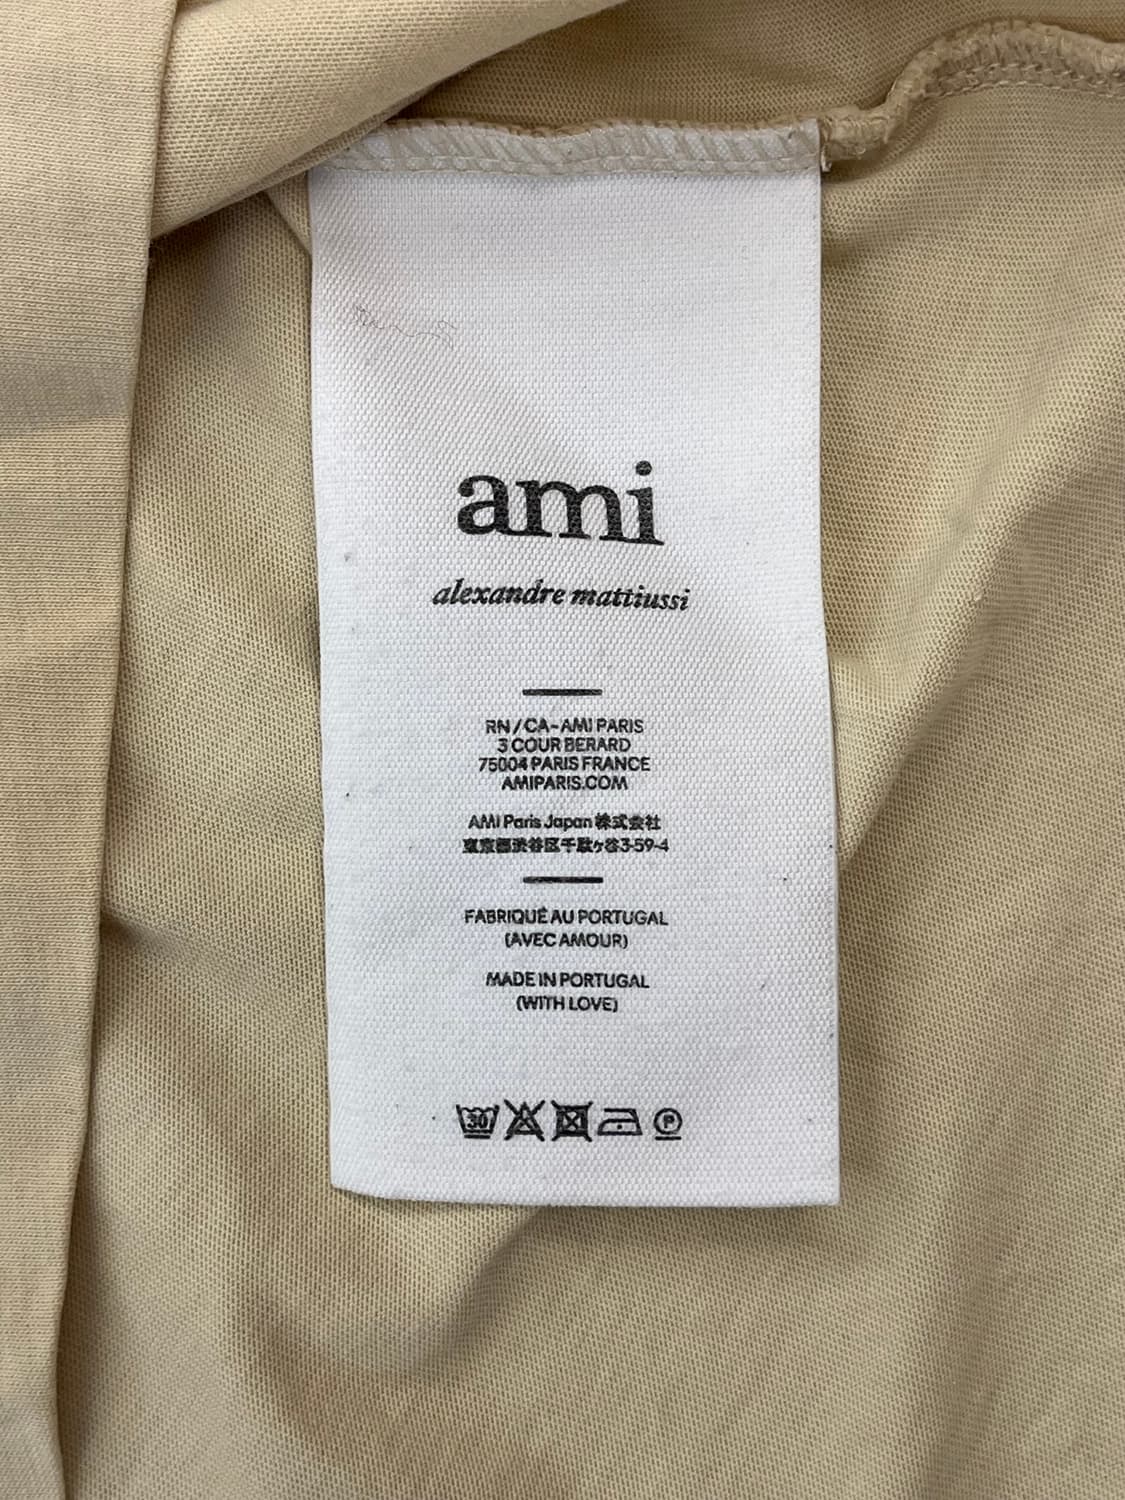 ami
alexandre mattiussi
RN/CA-AMI PARIS
3 COUR BERARD
75004 PARIS FRANCE
AMIPARIS.COM
AMI Paris Japan 株式会社
東京都渋谷区千駄ヶ谷3-59-4
FABRIQUÉ AU PORTUGAL
(AVEC AMOUR)
MADE IN PORTUGAL
(WITH LOVE)
30 P